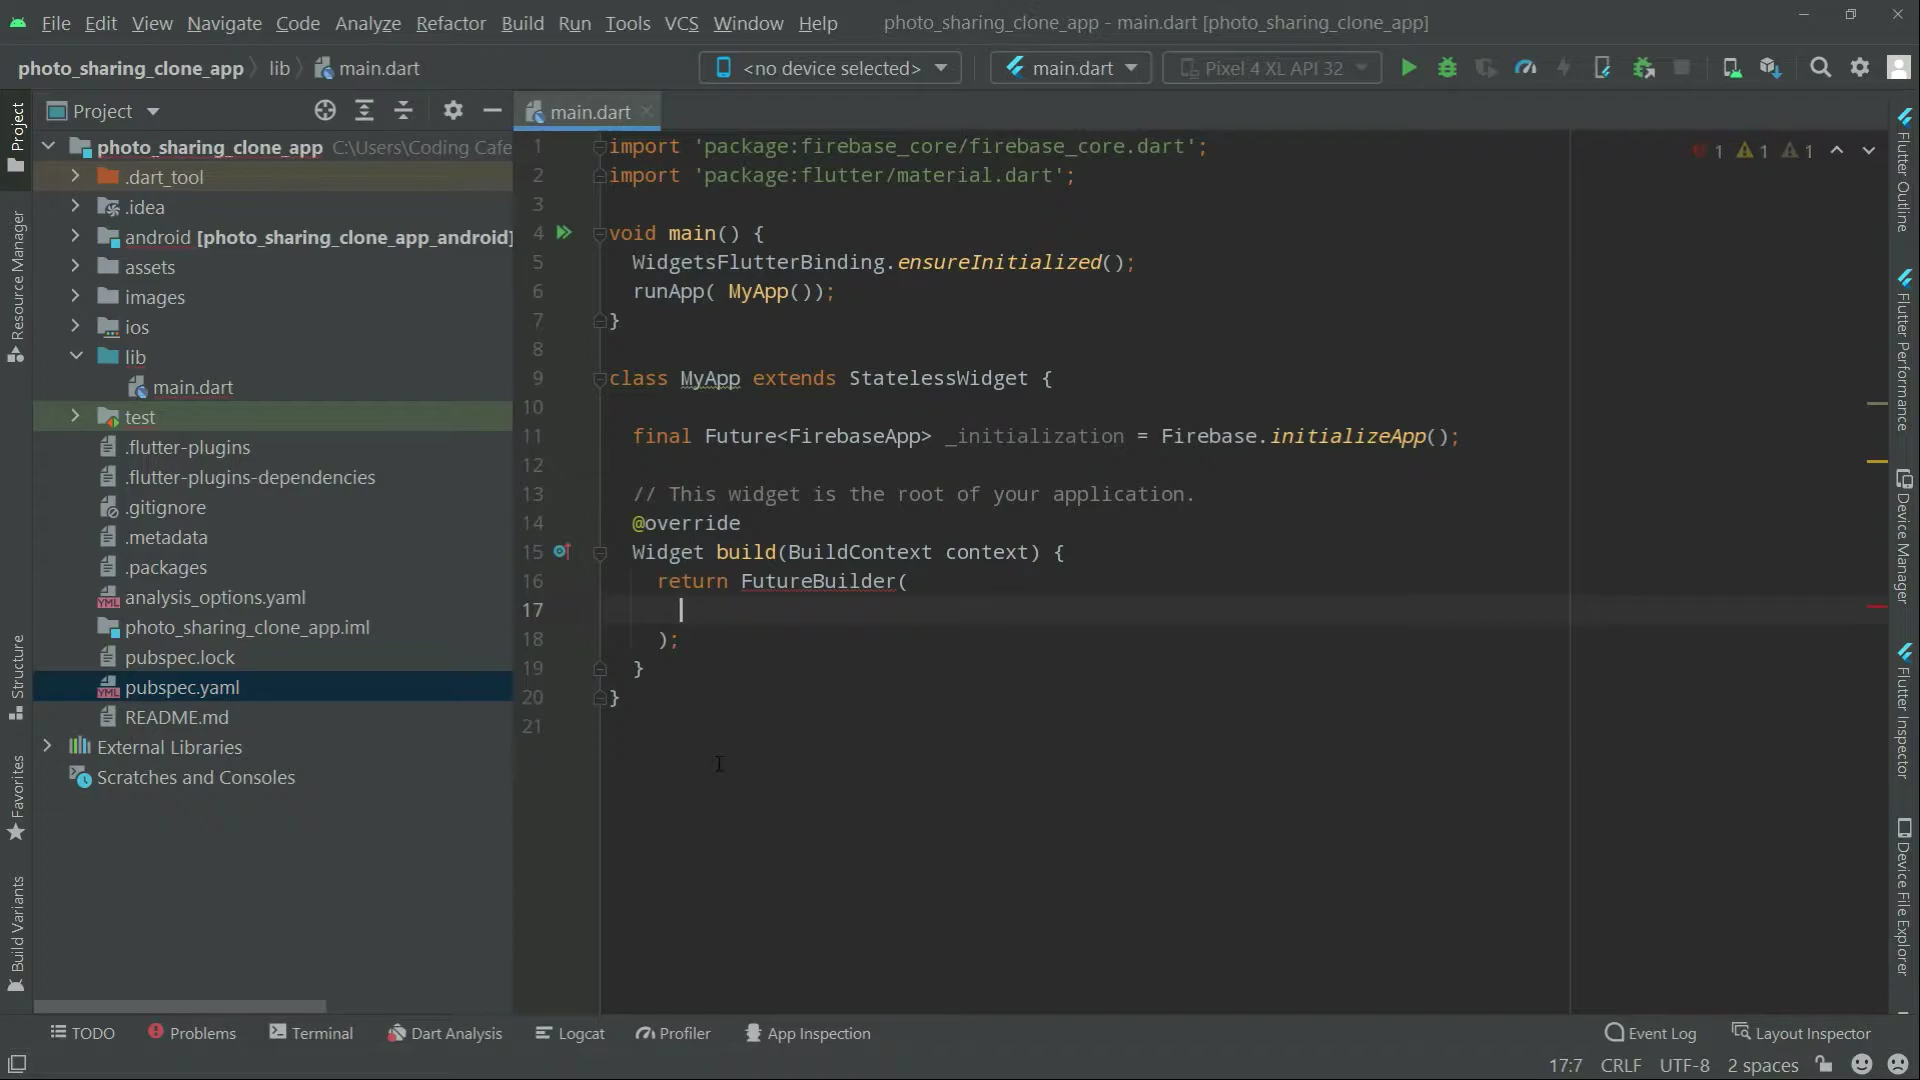 File Edit View Navigate Code Analyze Refactor Build Run Tools VCS Window Help photo_sharing_clone_app - main.dart [photo_sharing_clone_app]
photo_sharing_clone_app lib main.dart <no device selected> main.dart Pixel 4 XL API 32
Project
main.dart
Project
Resource Manager
Structure
Favorites
Build Variants
photo_sharing_clone_app C:\Users\Coding Cafe
.dart_tool
.idea
android [photo_sharing_clone_app_android]
assets
images
ios
lib
main.dart
test
.flutter-plugins
.flutter-plugins-dependencies
.gitignore
.metadata
.packages
analysis_options.yaml
photo_sharing_clone_app.iml
pubspec.lock
pubspec.yaml
README.md
External Libraries
Scratches and Consoles
1 import 'package:firebase_core/firebase_core.dart';
2 import 'package:flutter/material.dart';
3
4 void main() {
5 WidgetsFlutterBinding.ensureInitialized();
6 runApp( MyApp());
7 }
8
9 class MyApp extends StatelessWidget {
10
11 final Future<FirebaseApp> _initialization = Firebase.initializeApp();
12
13 // This widget is the root of your application.
14 @override
15 Widget build(BuildContext context) {
16 return FutureBuilder(
17
18 );
19 }
20 }
21
1 1 1
Flutter Outline
Flutter Performance
Device Manager
Flutter Inspector
Device File Explorer
TODO Problems Terminal Dart Analysis Logcat Profiler App Inspection Event Log Layout Inspector
17:7 CRLF UTF-8 2 spaces